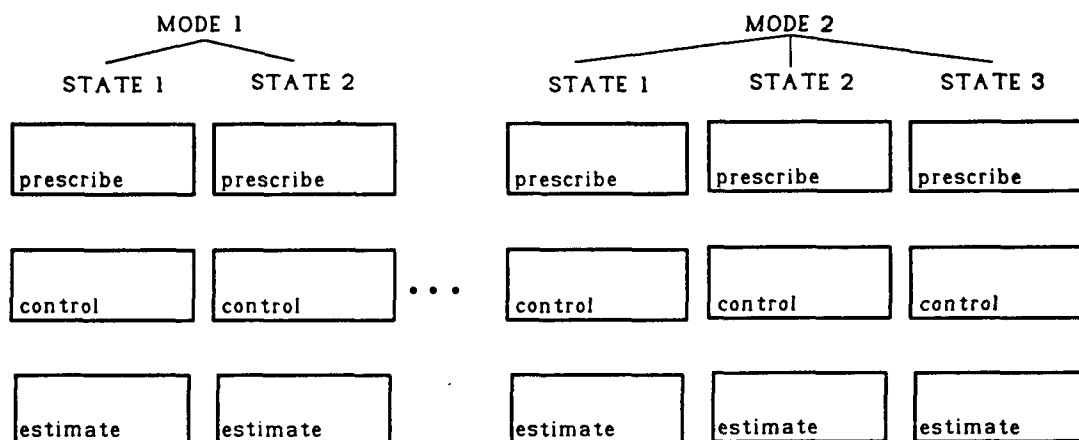 MODE 1 MODE 2
STATE 1 STATE 2 STATE 1 STATE 2 STATE 3
prescribe prescribe prescribe prescribe prescribe
control control ... control control control
estimate estimate estimate estimate estimate